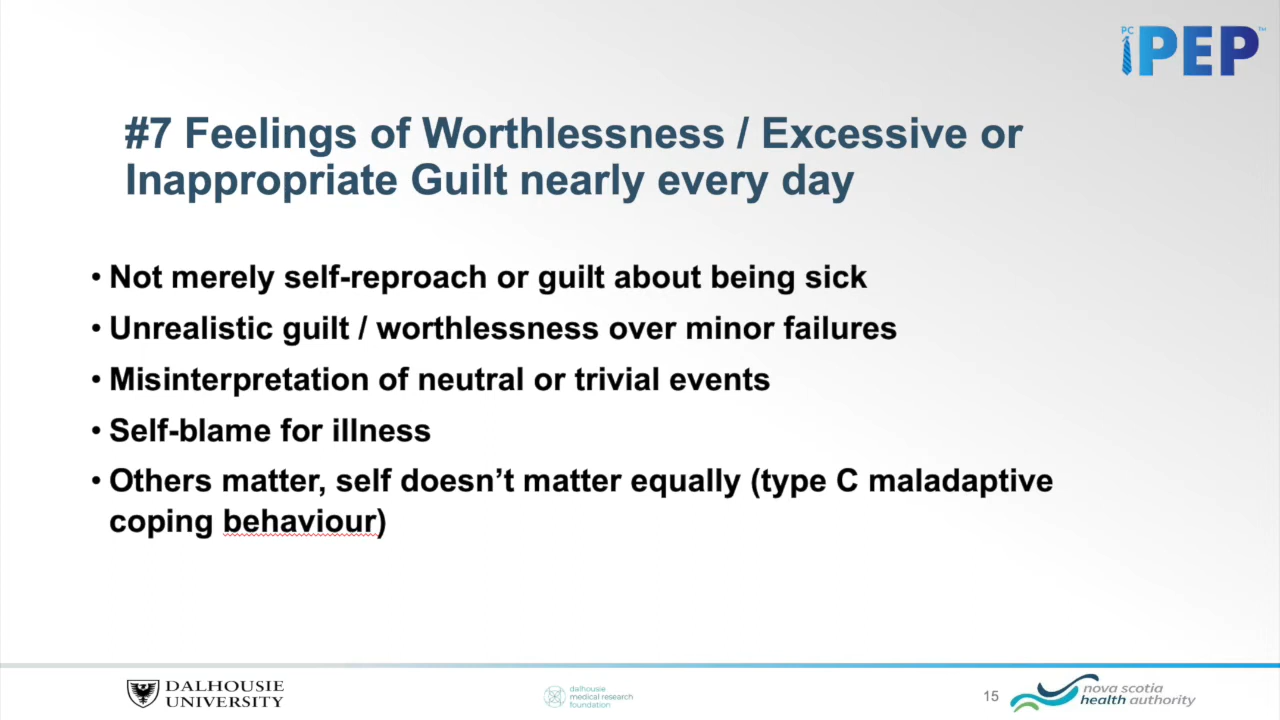 PC
iPEP™
#7 Feelings of Worthlessness / Excessive or
Inappropriate Guilt nearly every day
• Not merely self-reproach or guilt about being sick
• Unrealistic guilt / worthlessness over minor failures
• Misinterpretation of neutral or trivial events
• Self-blame for illness
• Others matter, self doesn’t matter equally (type C maladaptive
coping behaviour)
DALHOUSIE
UNIVERSITY
dalhousie
medical research
foundation
15
nova scotia
health authority